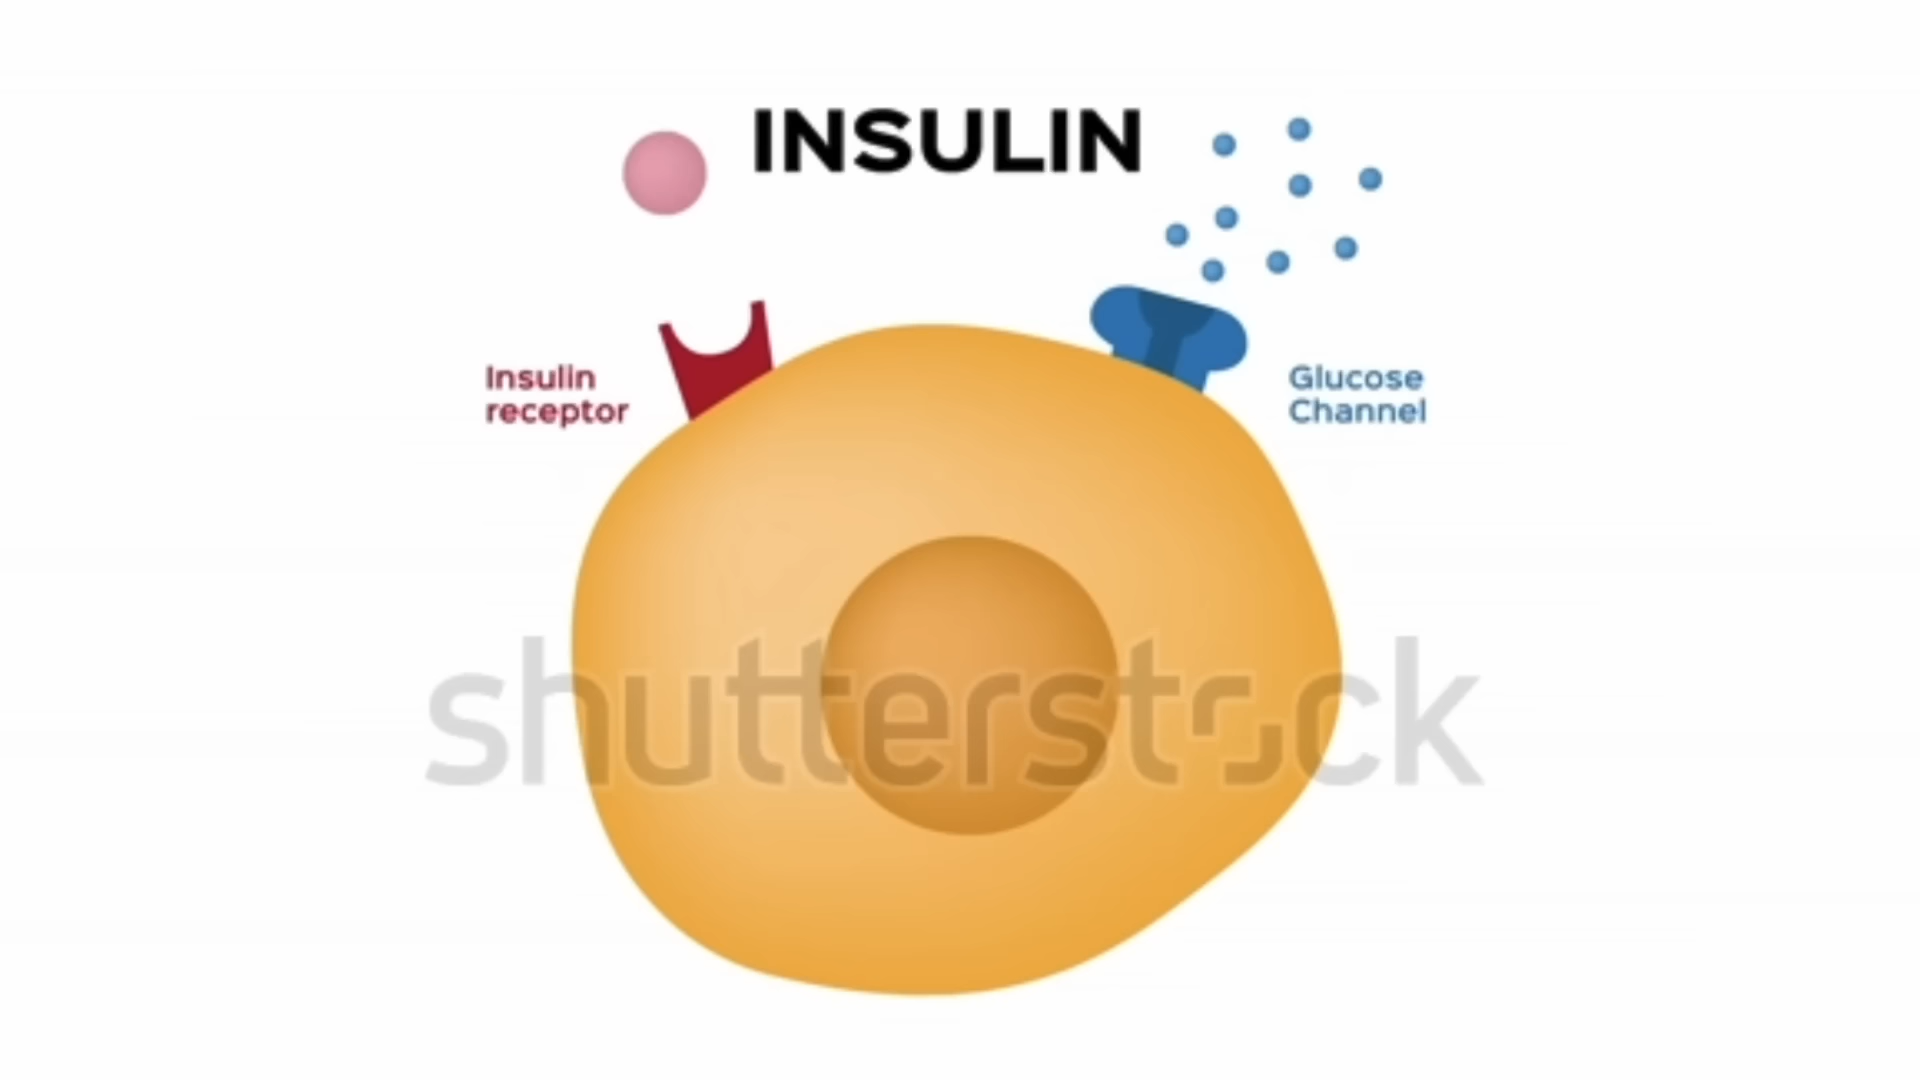 INSULIN
Insulin
receptor
Glucose
Channel
shutterstock